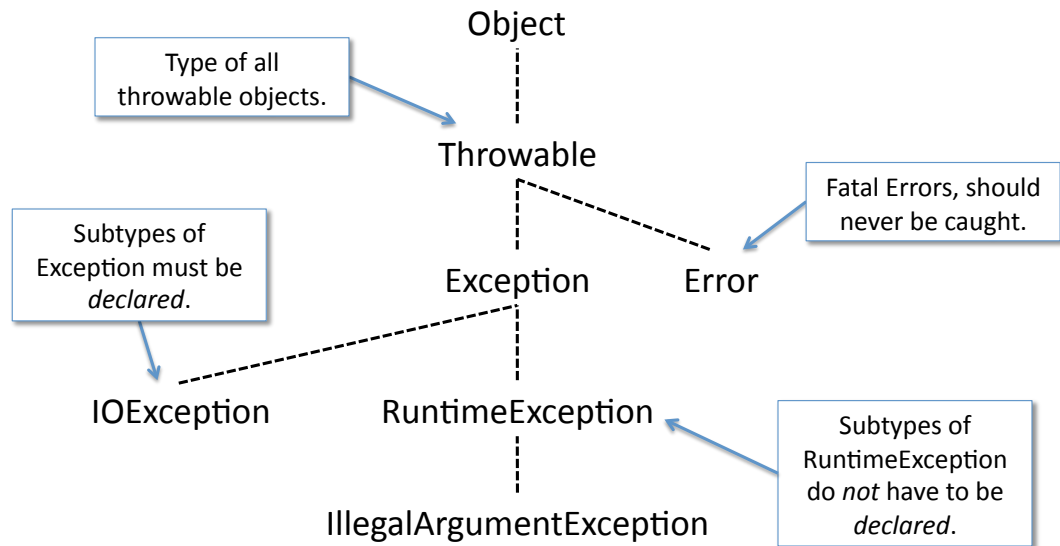 Object
Type of all
throwable objects.
Throwable
Fatal Errors, should
never be caught.
Subtypes of
Exception must be
declared.
Exception
Error
IOException
RuntimeException
Subtypes of
RuntimeException
do not have to be
declared.
IllegalArgumentException